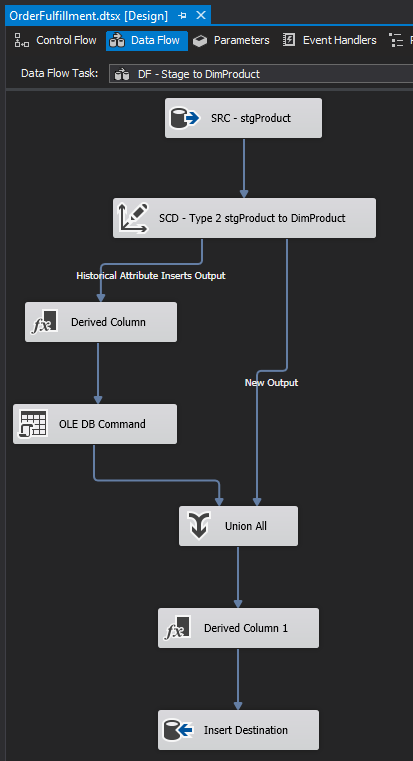 OrderFulfillment.dtsx [Design]
Control Flow Data Flow Parameters Event Handlers
Data Flow Task: DF - Stage to DimProduct
SRC - stgProduct
SCD - Type 2 stgProduct to DimProduct
Historical Attribute Inserts Output
Derived Column
New Output
OLE DB Command
Union All
Derived Column 1
Insert Destination